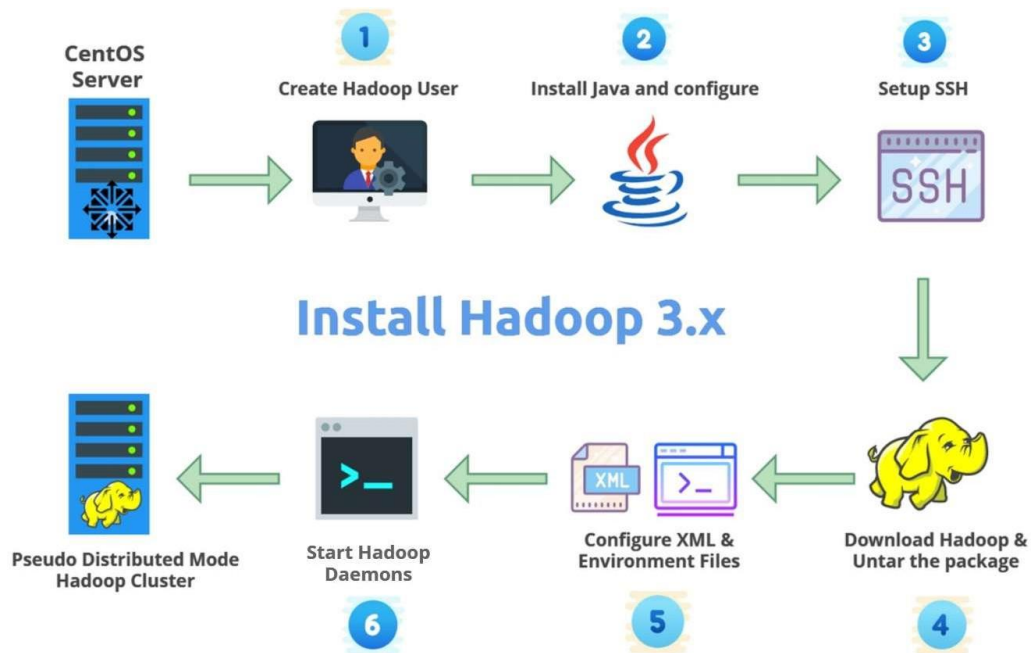 CentOS
Server
1
Create Hadoop User
2
Install Java and configure
3
Setup SSH
SSH
Install Hadoop 3.x
Download Hadoop &
Untar the package
4
XML
>_
Configure XML &
Environment Files
5
>_
Start Hadoop
Daemons
6
Pseudo Distributed Mode
Hadoop Cluster